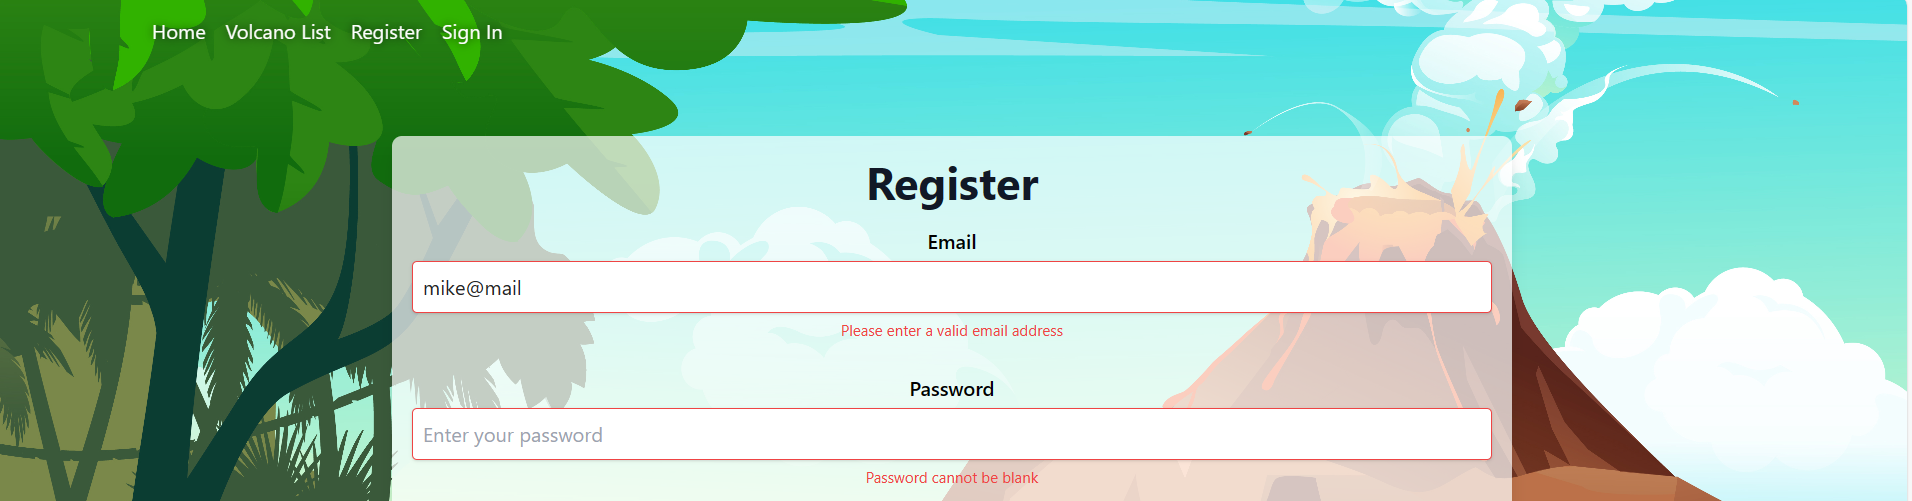 Home Volcano List Register Sign In
Register
Email
mike@mail
Please enter a valid email address
Password
Enter your password
Password cannot be blank